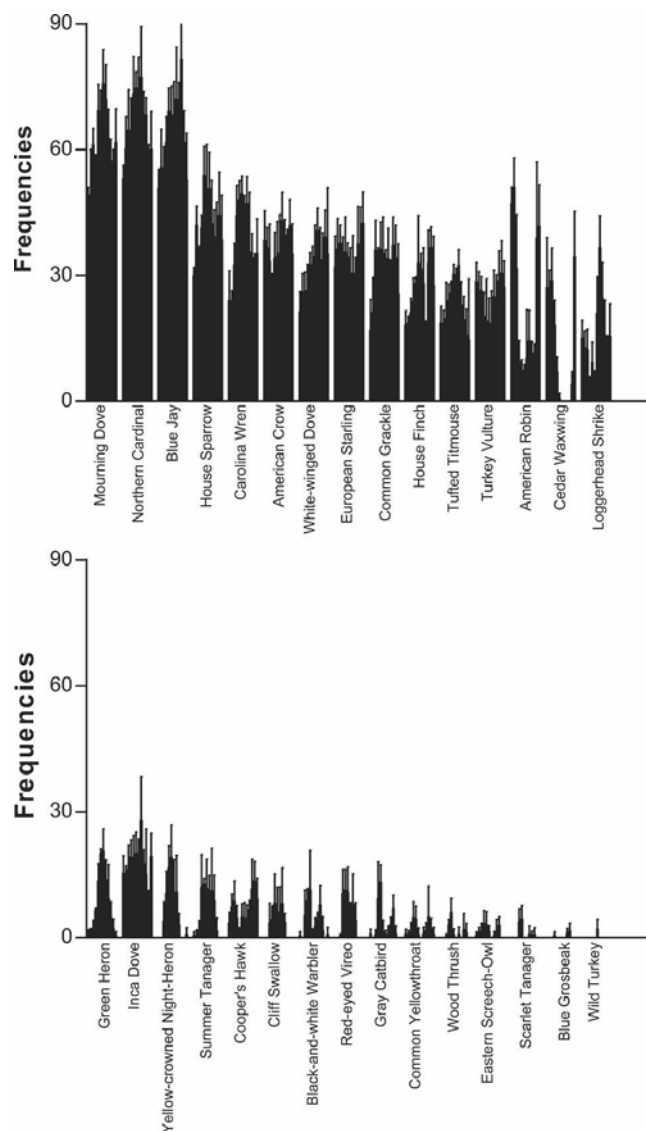 90
60
30
0
Frequencies
Mourning Dove
Northern Cardinal
Blue Jay
House Sparrow
Carolina Wren
American Crow
White-winged Dove
European Starling
Common Grackle
House Finch
Tufted Titmouse
Turkey Vulture
American Robin
Cedar Waxwing
Loggerhead Shrike
90
60
30
0
Frequencies
Green Heron
Inca Dove
Yellow-crowned Night-Heron
Summer Tanager
Cooper's Hawk
Cliff Swallow
Black-and-white Warbler
Red-eyed Vireo
Gray Catbird
Common Yellowthroat
Wood Thrush
Eastern Screech-Owl
Scarlet Tanager
Blue Grosbeak
Wild Turkey